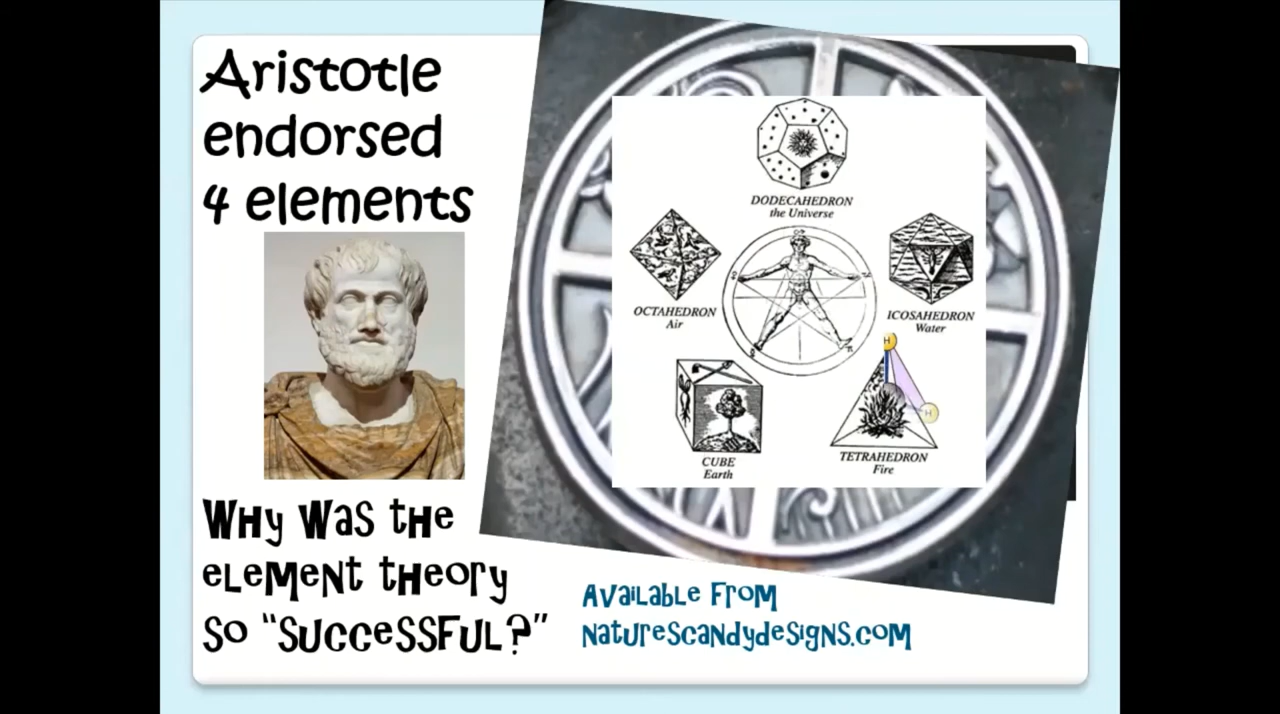 Aristotle
endorsed
4 elements
DODECAHEDRON
the Universe
OCTAHEDRON
Air
ICOSAHEDRON
Water
H
H
CUBE
Earth
TETRAHEDRON
Fire
Why Was the
element theory
so “successful?”
Available from
naturescandydesigns.com